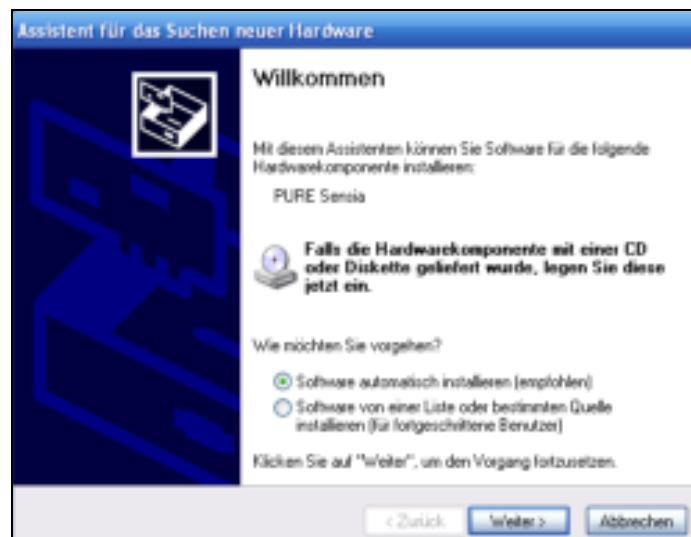 Assistent für das Suchen neuer Hardware
Willkommen
Mit diesem Assistenten können Sie Software für die folgende
Hardwarekomponente installieren:
PURE Sensia
Falls die Hardwarekomponente mit einer CD
oder Diskette geliefert wurde, legen Sie diese
jetzt ein.
Wie möchten Sie vorgehen?
Software automatisch installieren (empfohlen)
Software von einer Liste oder bestimmten Quelle
installieren (für fortgeschrittene Benutzer)
Klicken Sie auf "Weiter", um den Vorgang fortzusetzen.
< Zurück Weiter > Abbrechen